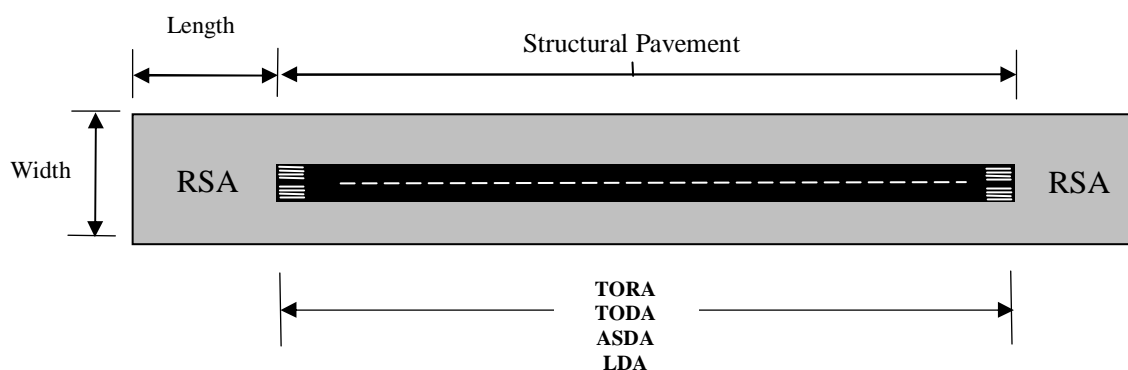 Length
Structural Pavement
Width
RSA
RSA
TORA
TODA
ASDA
LDA